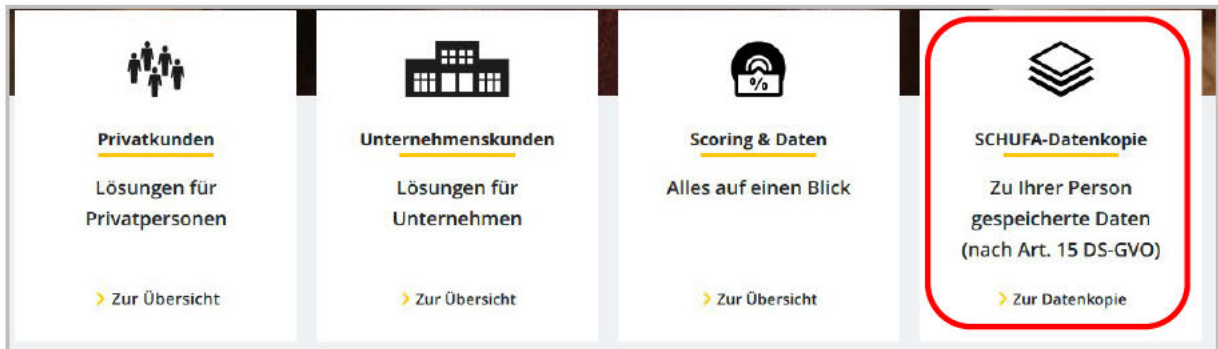 %
Privatkunden
Lösungen für
Privatpersonen
> Zur Übersicht
Unternehmenskunden
Lösungen für
Unternehmen
> Zur Übersicht
Scoring & Daten
Alles auf einen Blick
> Zur Übersicht
SCHUFA-Datenkopie
Zu Ihrer Person
gespeicherte Daten
(nach Art. 15 DS-GVO)
> Zur Datenkopie